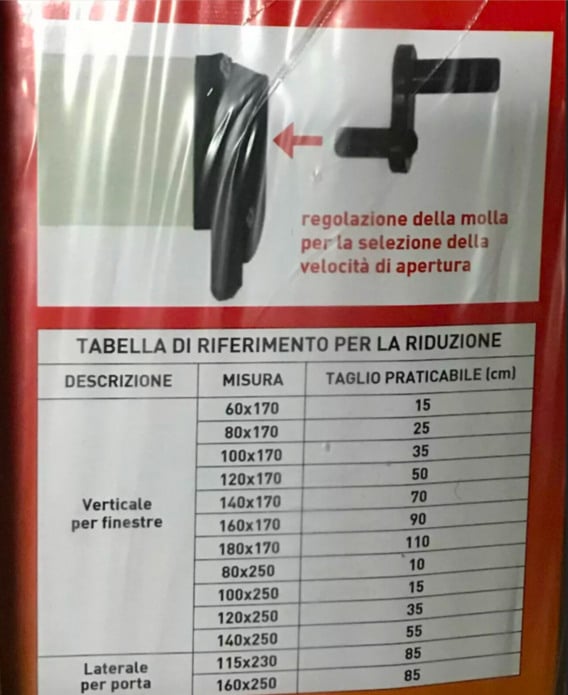 regolazione della molla
per la selezione della
velocità di apertura
TABELLA DI RIFERIMENTO PER LA RIDUZIONE
DESCRIZIONE MISURA TAGLIO PRATICABILE (cm)
Verticale
per finestre
60x170 15
80x170 25
100x170 35
120x170 50
140x170 70
160x170 90
180x170 110
80x250 10
100x250 15
120x250 35
140x250 55
Laterale
per porta
115x230 85
160x250 85